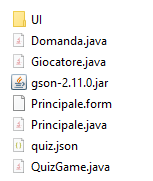 UI
Domanda.java
Giocatore.java
gson-2.11.0.jar
Principale.form
Principale.java
quiz.json
QuizGame.java